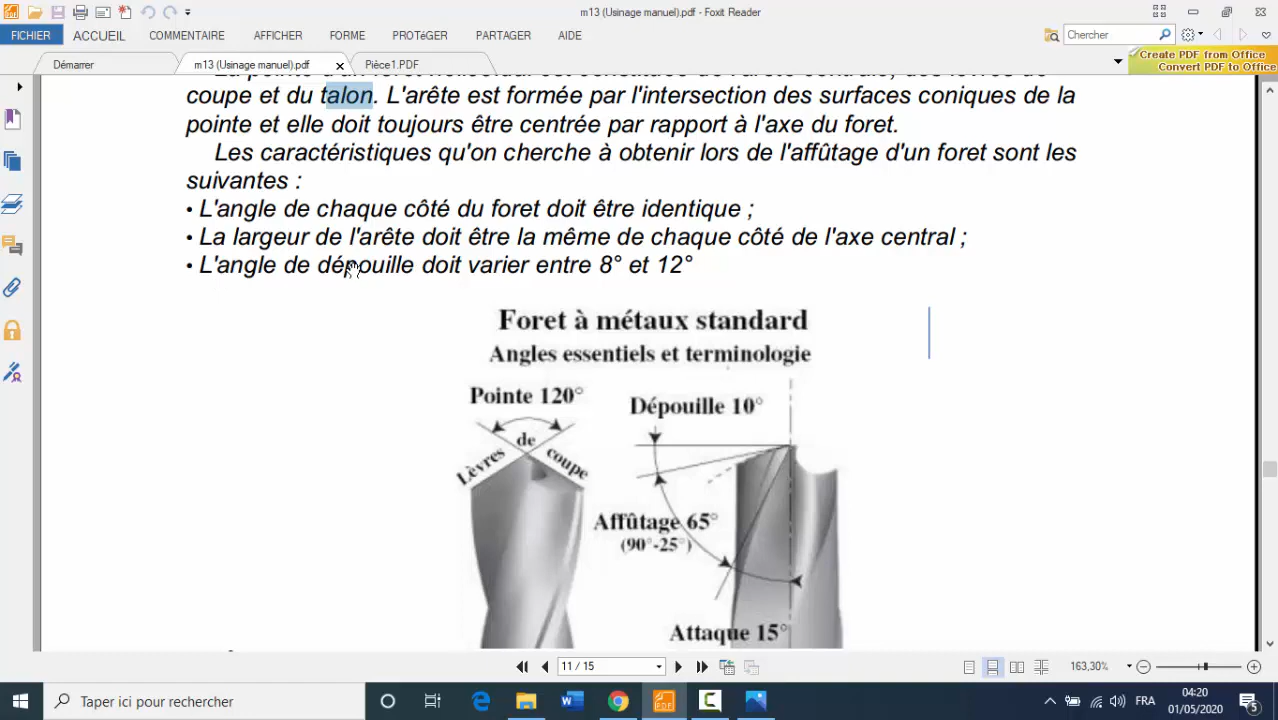 m13 (Usinage manuel).pdf - Foxit Reader
FICHIER ACCUEIL COMMENTAIRE AFFICHER FORME PROTéGER PARTAGER AIDE
Chercher
Démarrer
m13 (Usinage manuel).pdf
Pièce1.PDF
Create PDF from Office
Convert PDF to Office
coupe et du talon. L'arête est formée par l'intersection des surfaces coniques de la
pointe et elle doit toujours être centrée par rapport à l'axe du foret.
Les caractéristiques qu'on cherche à obtenir lors de l'affûtage d'un foret sont les
suivantes :
• L'angle de chaque côté du foret doit être identique ;
• La largeur de l'arête doit être la même de chaque côté de l'axe central ;
• L'angle de dépouille doit varier entre 8° et 12°
Foret à métaux standard
Angles essentiels et terminologie
Pointe 120°
Dépouille 10°
Lèvres de coupe
Affûtage 65°
(90°-25°)
Attaque 15°
11 / 15
163,30%
Taper ici pour rechercher
FRA
04:20
01/05/2020
5